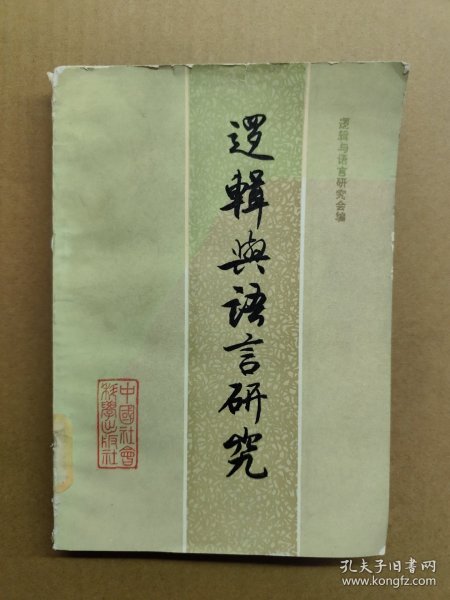 逻辑与语言研究会编
邏輯與語言研究
中國社會
科學出版社
孔夫子旧书网
www.kongfz.com